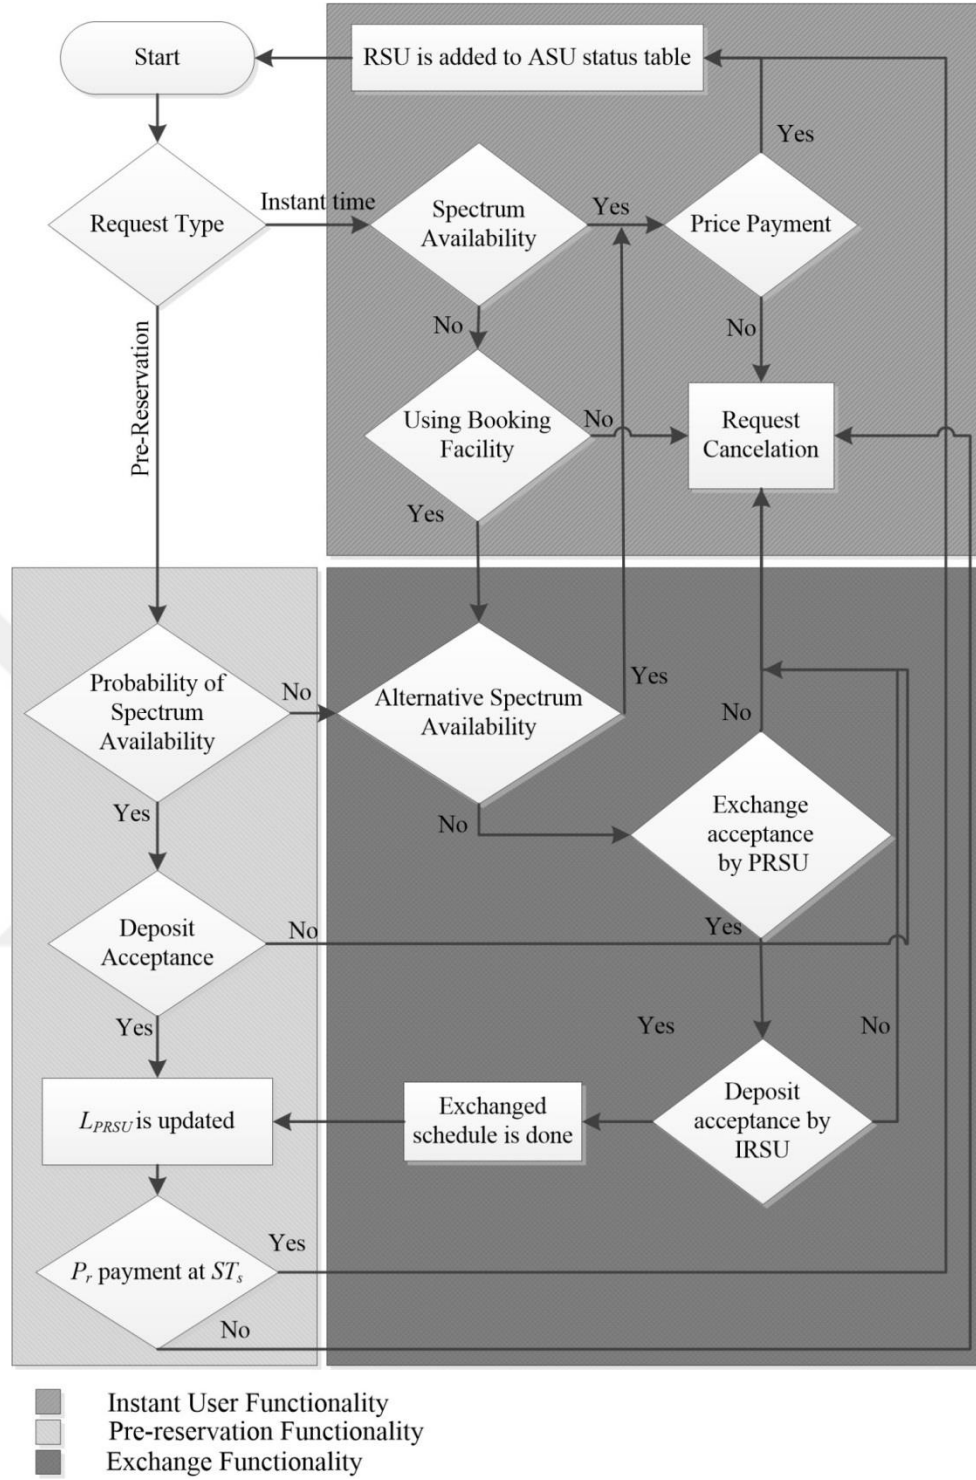 Start
RSU is added to ASU status table
Yes
Request Type
Instant time
Spectrum
Availability
Yes
Price Payment
No
No
Pre-Reservation
Using Booking
Facility
No
Request
Cancelation
Yes
Probability of
Spectrum
Availability
No
Alternative Spectrum
Availability
Yes
No
Yes
No
Exchange
acceptance
by PRSU
Deposit
Acceptance
No
Yes
Yes
Yes
No
L_PRSU is updated
Exchanged
schedule is done
Deposit
acceptance by
IRSU
P_r payment at ST_s
Yes
No
Instant User Functionality
Pre-reservation Functionality
Exchange Functionality